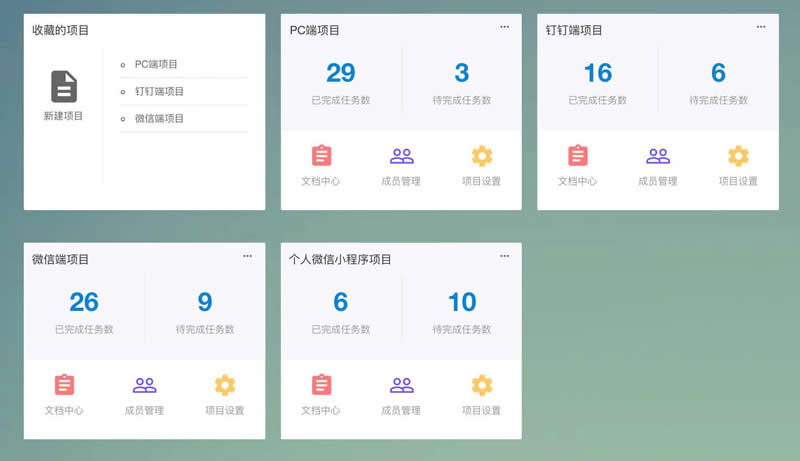 收藏的项目
新建项目
PC端项目
钉钉端项目
微信端项目
PC端项目
29
已完成任务数
3
待完成任务数
文档中心
成员管理
项目设置
钉钉端项目
16
已完成任务数
6
待完成任务数
文档中心
成员管理
项目设置
微信端项目
26
已完成任务数
9
待完成任务数
文档中心
成员管理
项目设置
个人微信小程序项目
6
已完成任务数
10
待完成任务数
文档中心
成员管理
项目设置